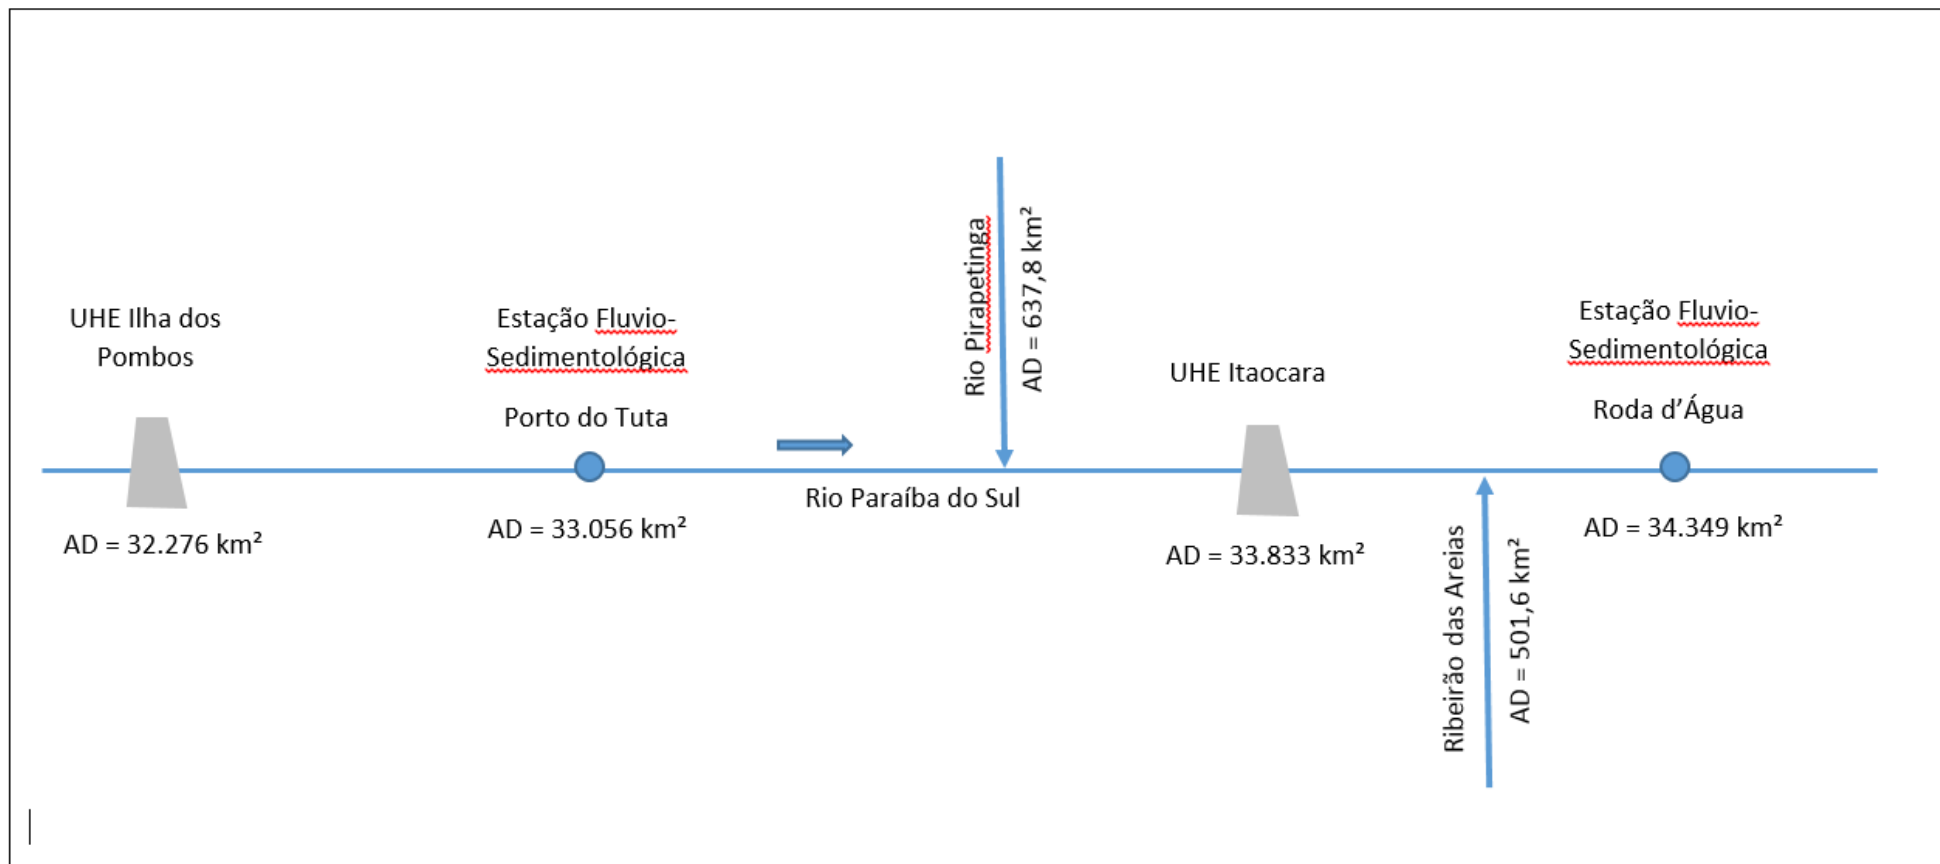 UHE Ilha dos
Pombos
AD = 32.276 km²
Estação Fluvio-
Sedimentológica
Porto do Tuta
AD = 33.056 km²
Rio Paraíba do Sul
Rio Pirapetinga
AD = 637,8 km²
UHE Itaocara
AD = 33.833 km²
Ribeirão das Areias
AD = 501,6 km²
Estação Fluvio-
Sedimentológica
Roda d’Água
AD = 34.349 km²